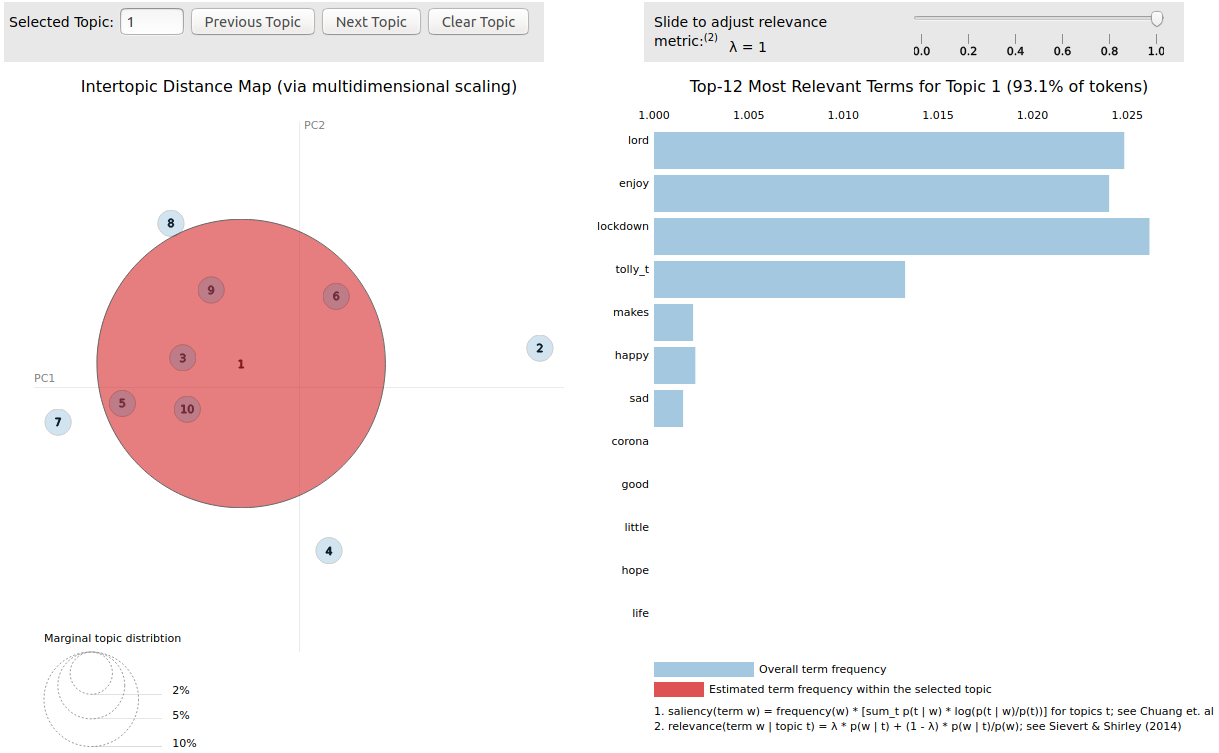 Selected Topic: 1 Previous Topic Next Topic Clear Topic
Slide to adjust relevance
metric:(2) λ = 1
0.0 0.2 0.4 0.6 0.8 1.0
Intertopic Distance Map (via multidimensional scaling)
PC2
8
9
6
2
3
1
PC1
5
10
7
4
Marginal topic distribtion
2%
5%
10%
Top-12 Most Relevant Terms for Topic 1 (93.1% of tokens)
1.000 1.005 1.010 1.015 1.020 1.025
lord
enjoy
lockdown
tolly_t
makes
happy
sad
corona
good
little
hope
life
Overall term frequency
Estimated term frequency within the selected topic
1. saliency(term w) = frequency(w) * [sum_t p(t | w) * log(p(t | w)/p(t))] for topics t; see Chuang et. al
2. relevance(term w | topic t) = λ * p(w | t) + (1 - λ) * p(w | t)/p(w); see Sievert & Shirley (2014)